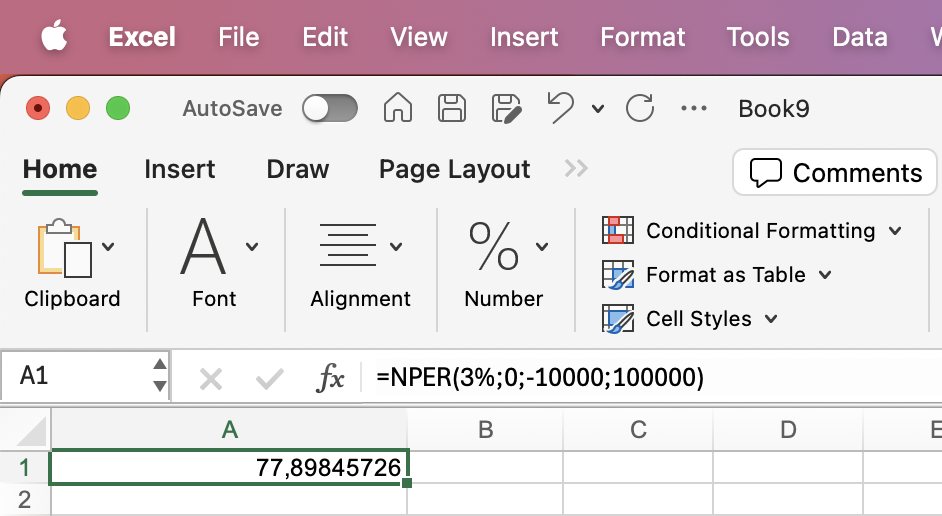 Excel File Edit View Insert Format Tools Data
AutoSave Book9
Home Insert Draw Page Layout Comments
Clipboard Font Alignment Number
Conditional Formatting
Format as Table
Cell Styles
A1 fx =NPER(3%;0;-10000;100000)
A B C D E
1 77,89845726
2